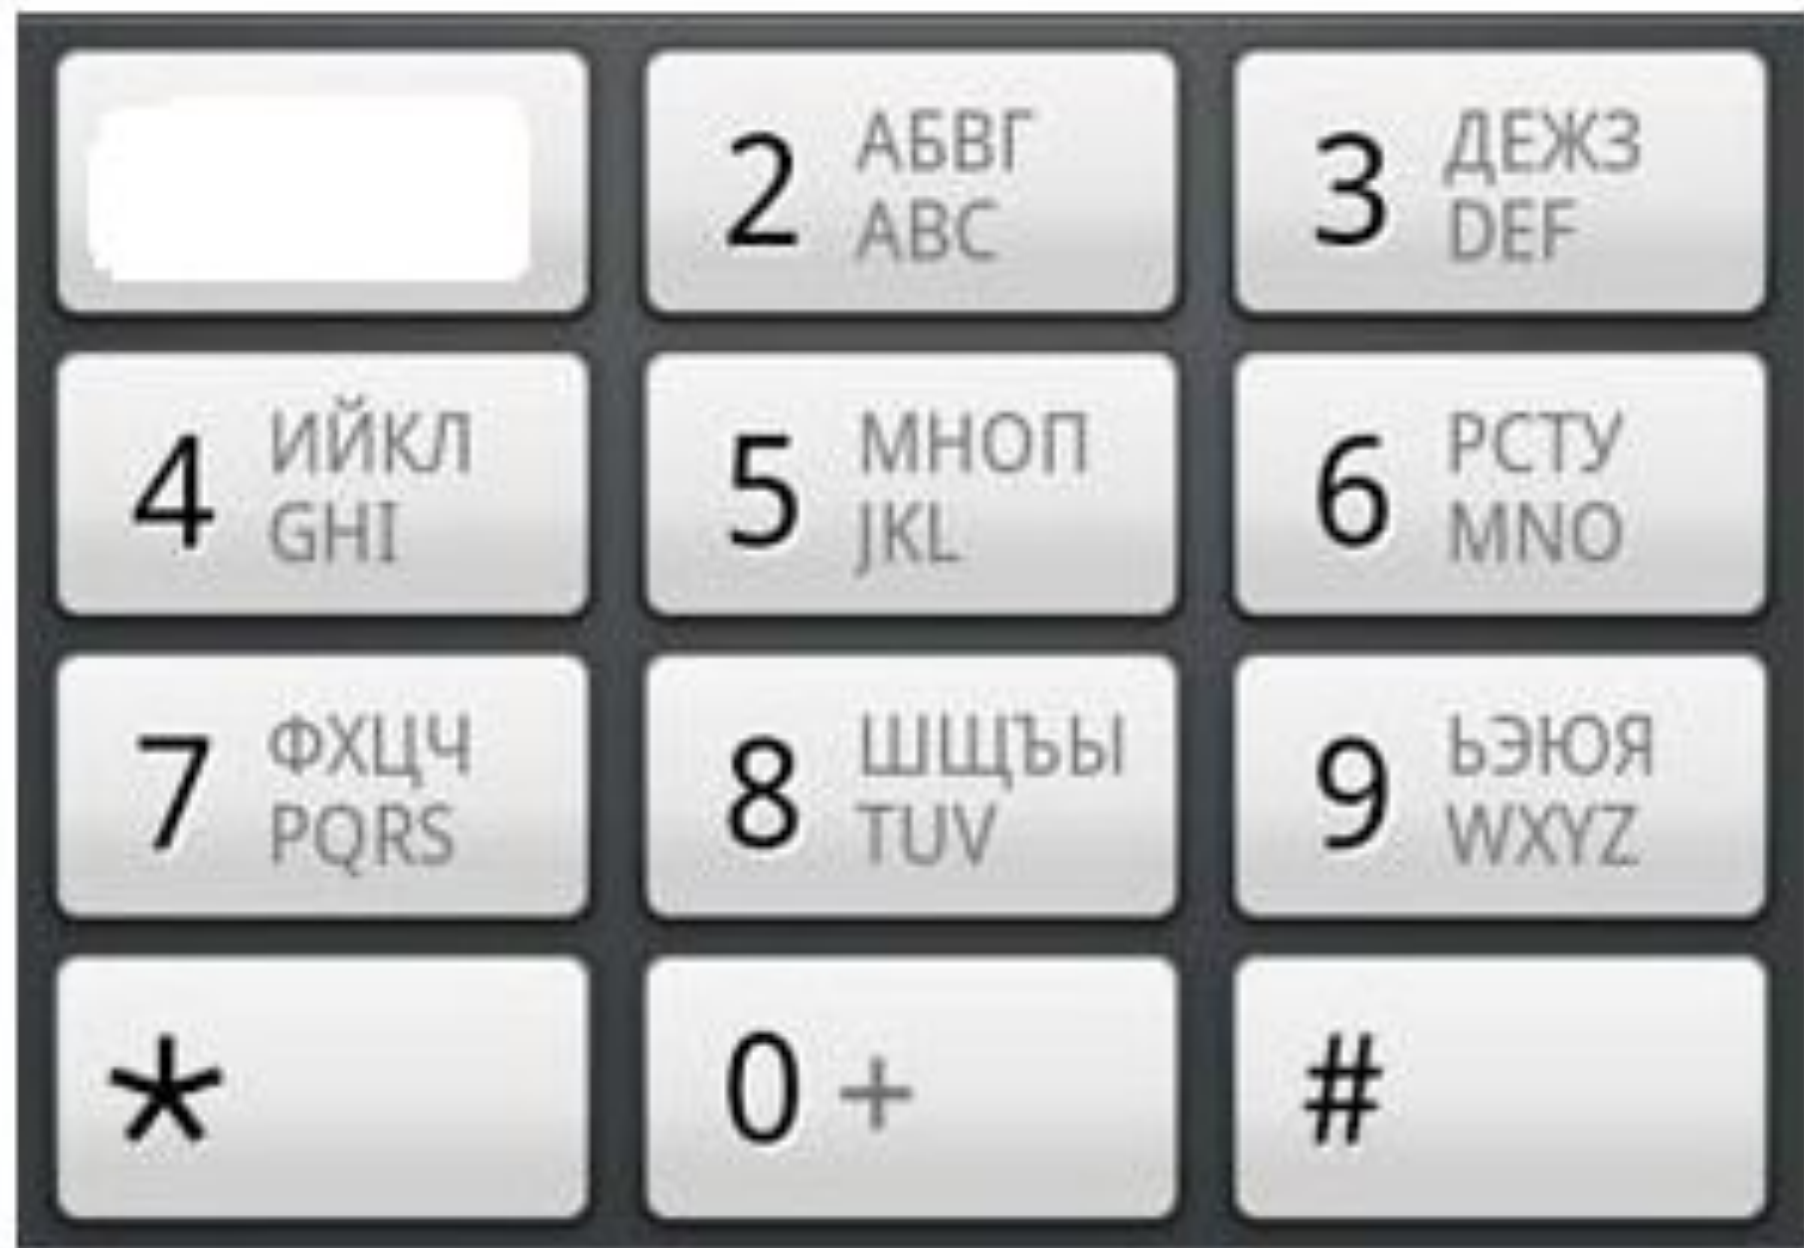 2 АБВГ
ABC
3 ДЕЖЗ
DEF
4 ИЙКЛ
GHI
5 МНОП
JKL
6 РСТУ
MNO
7 ФХЦЧ
PQRS
8 ШЩЪЫ
TUV
9 ЬЭЮЯ
WXYZ
*
0 +
#